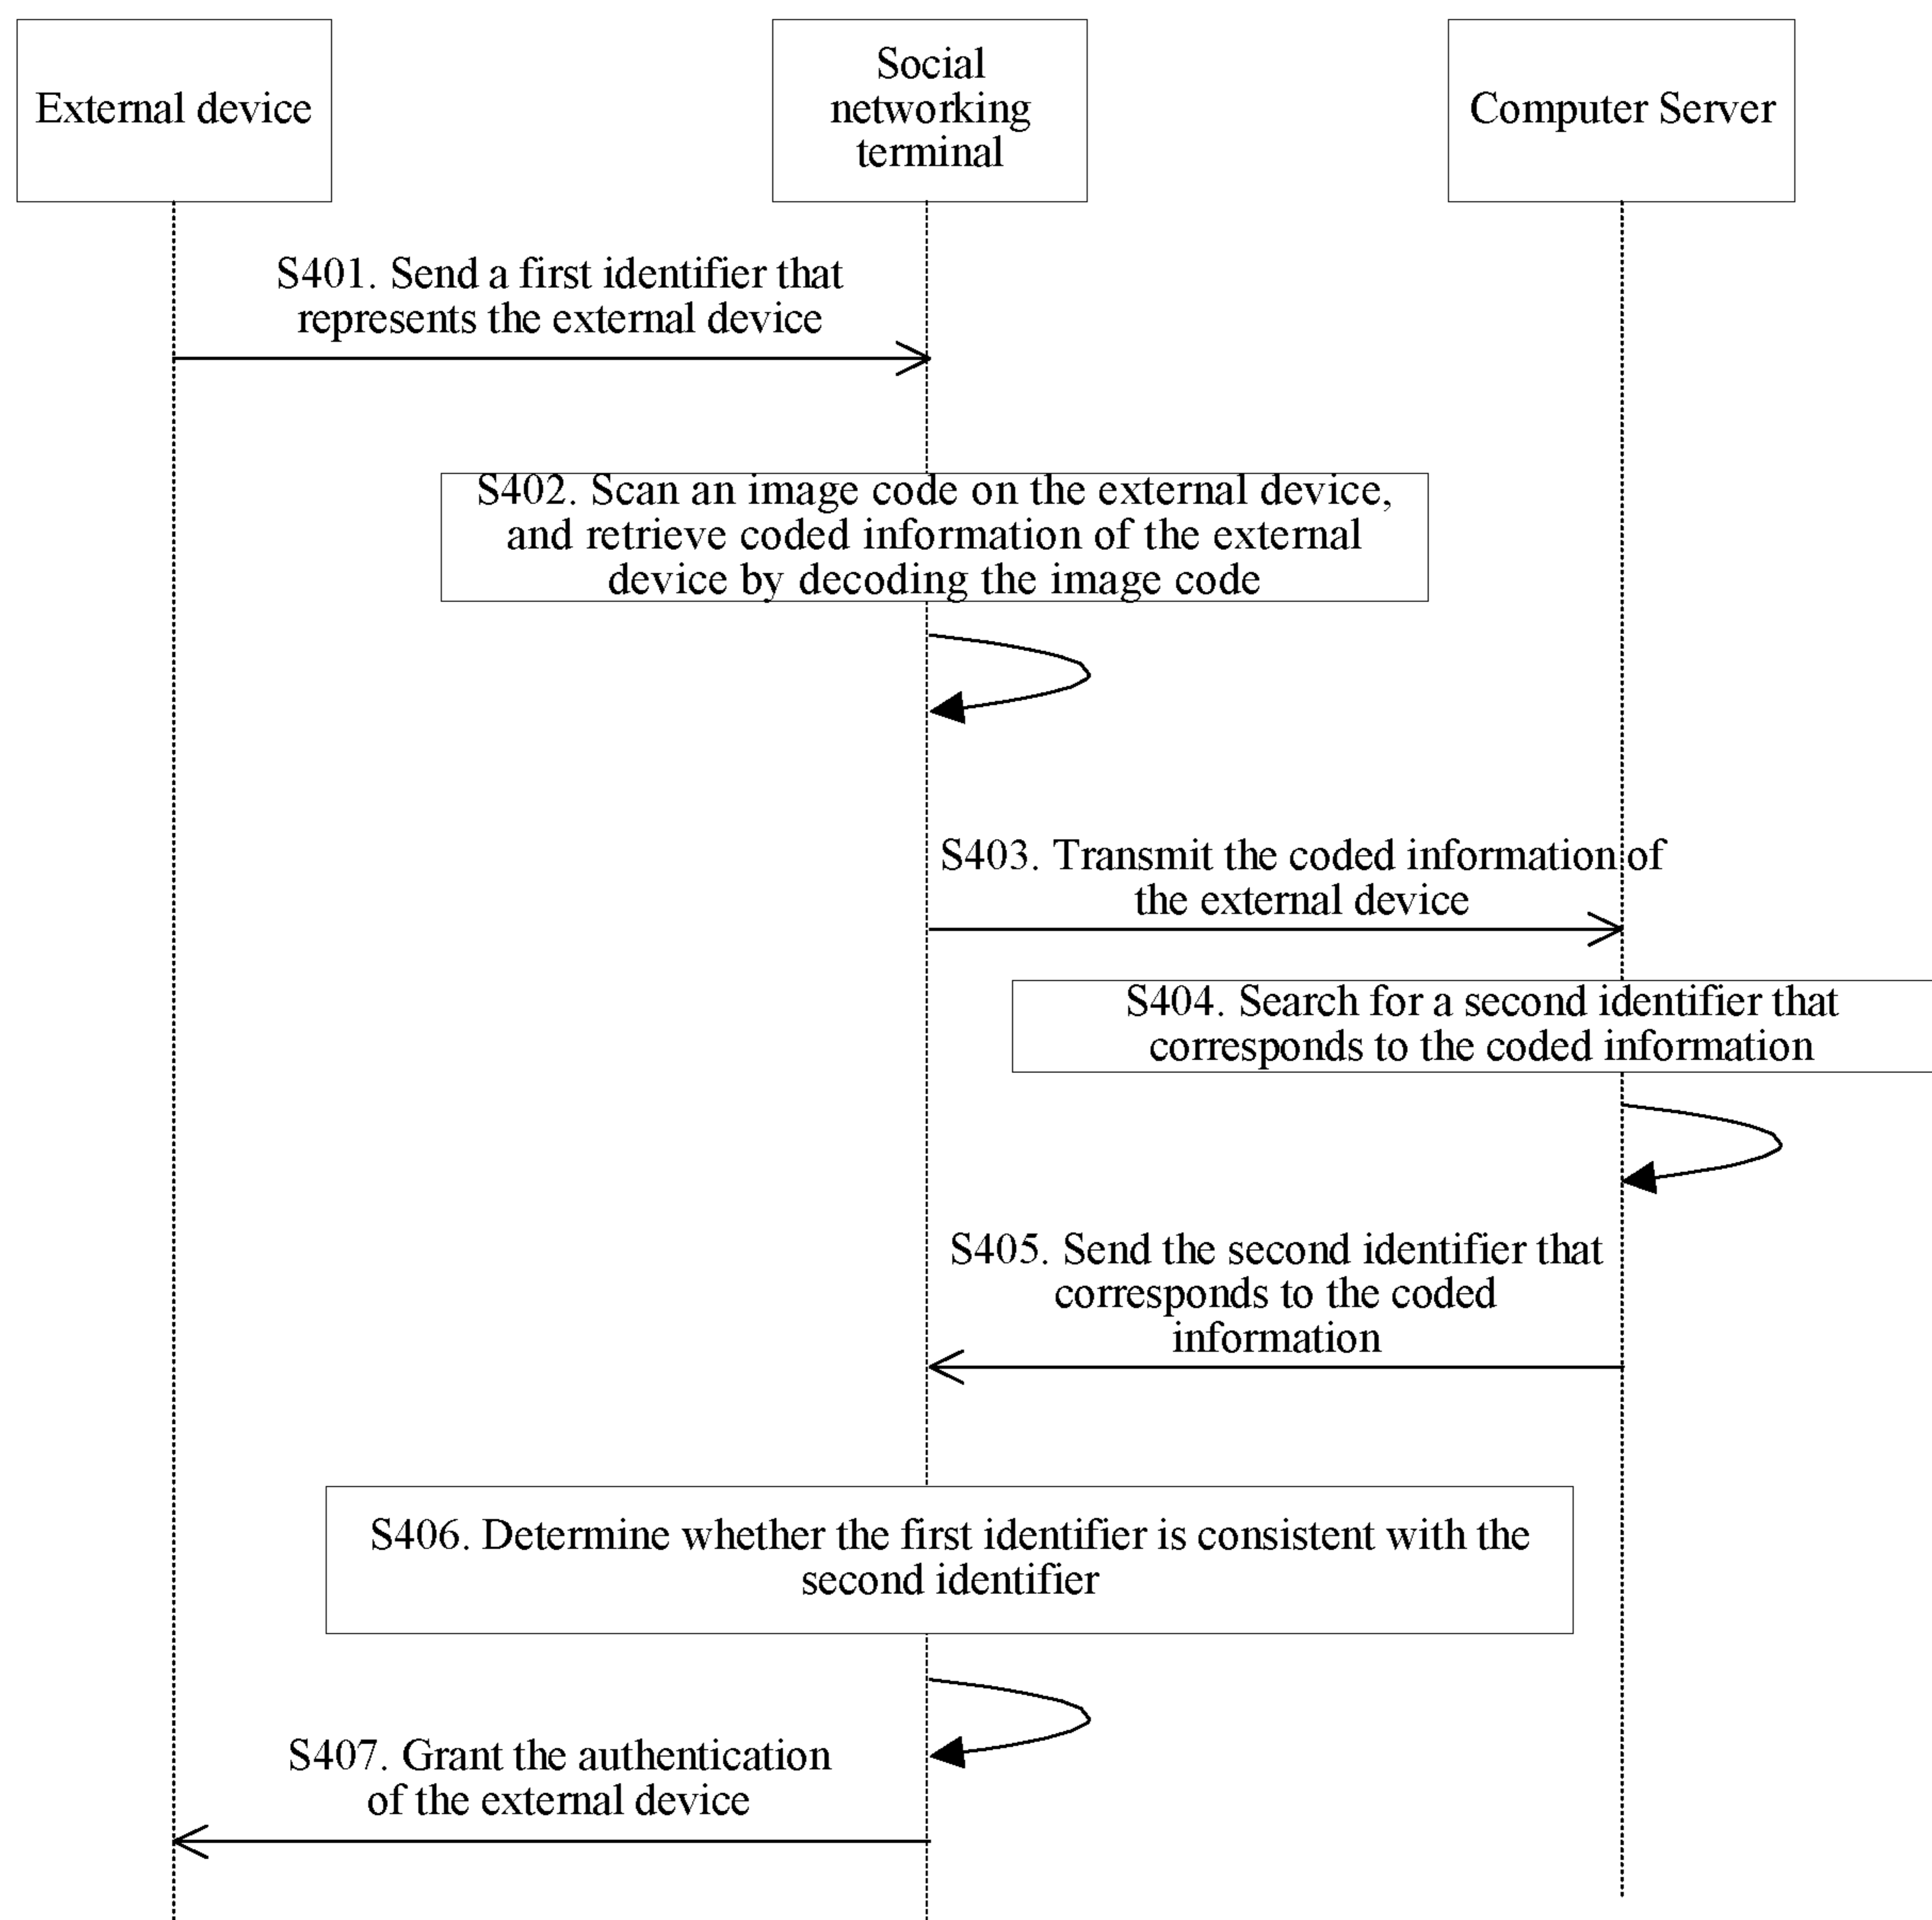 External device
Social
networking
terminal
Computer Server
S401. Send a first identifier that
represents the external device
S402. Scan an image code on the external device,
and retrieve coded information of the external
device by decoding the image code
S403. Transmit the coded information of
the external device
S404. Search for a second identifier that
corresponds to the coded information
S405. Send the second identifier that
corresponds to the coded
information
S406. Determine whether the first identifier is consistent with the
second identifier
S407. Grant the authentication
of the external device